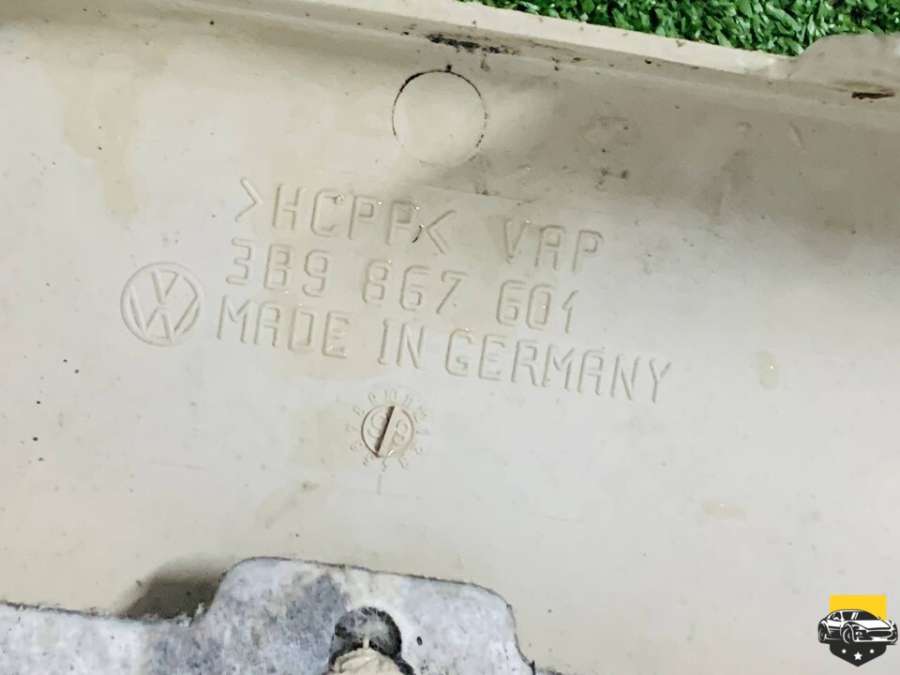 >HCPP< VAP
3B9 867 601
MADE IN GERMANY